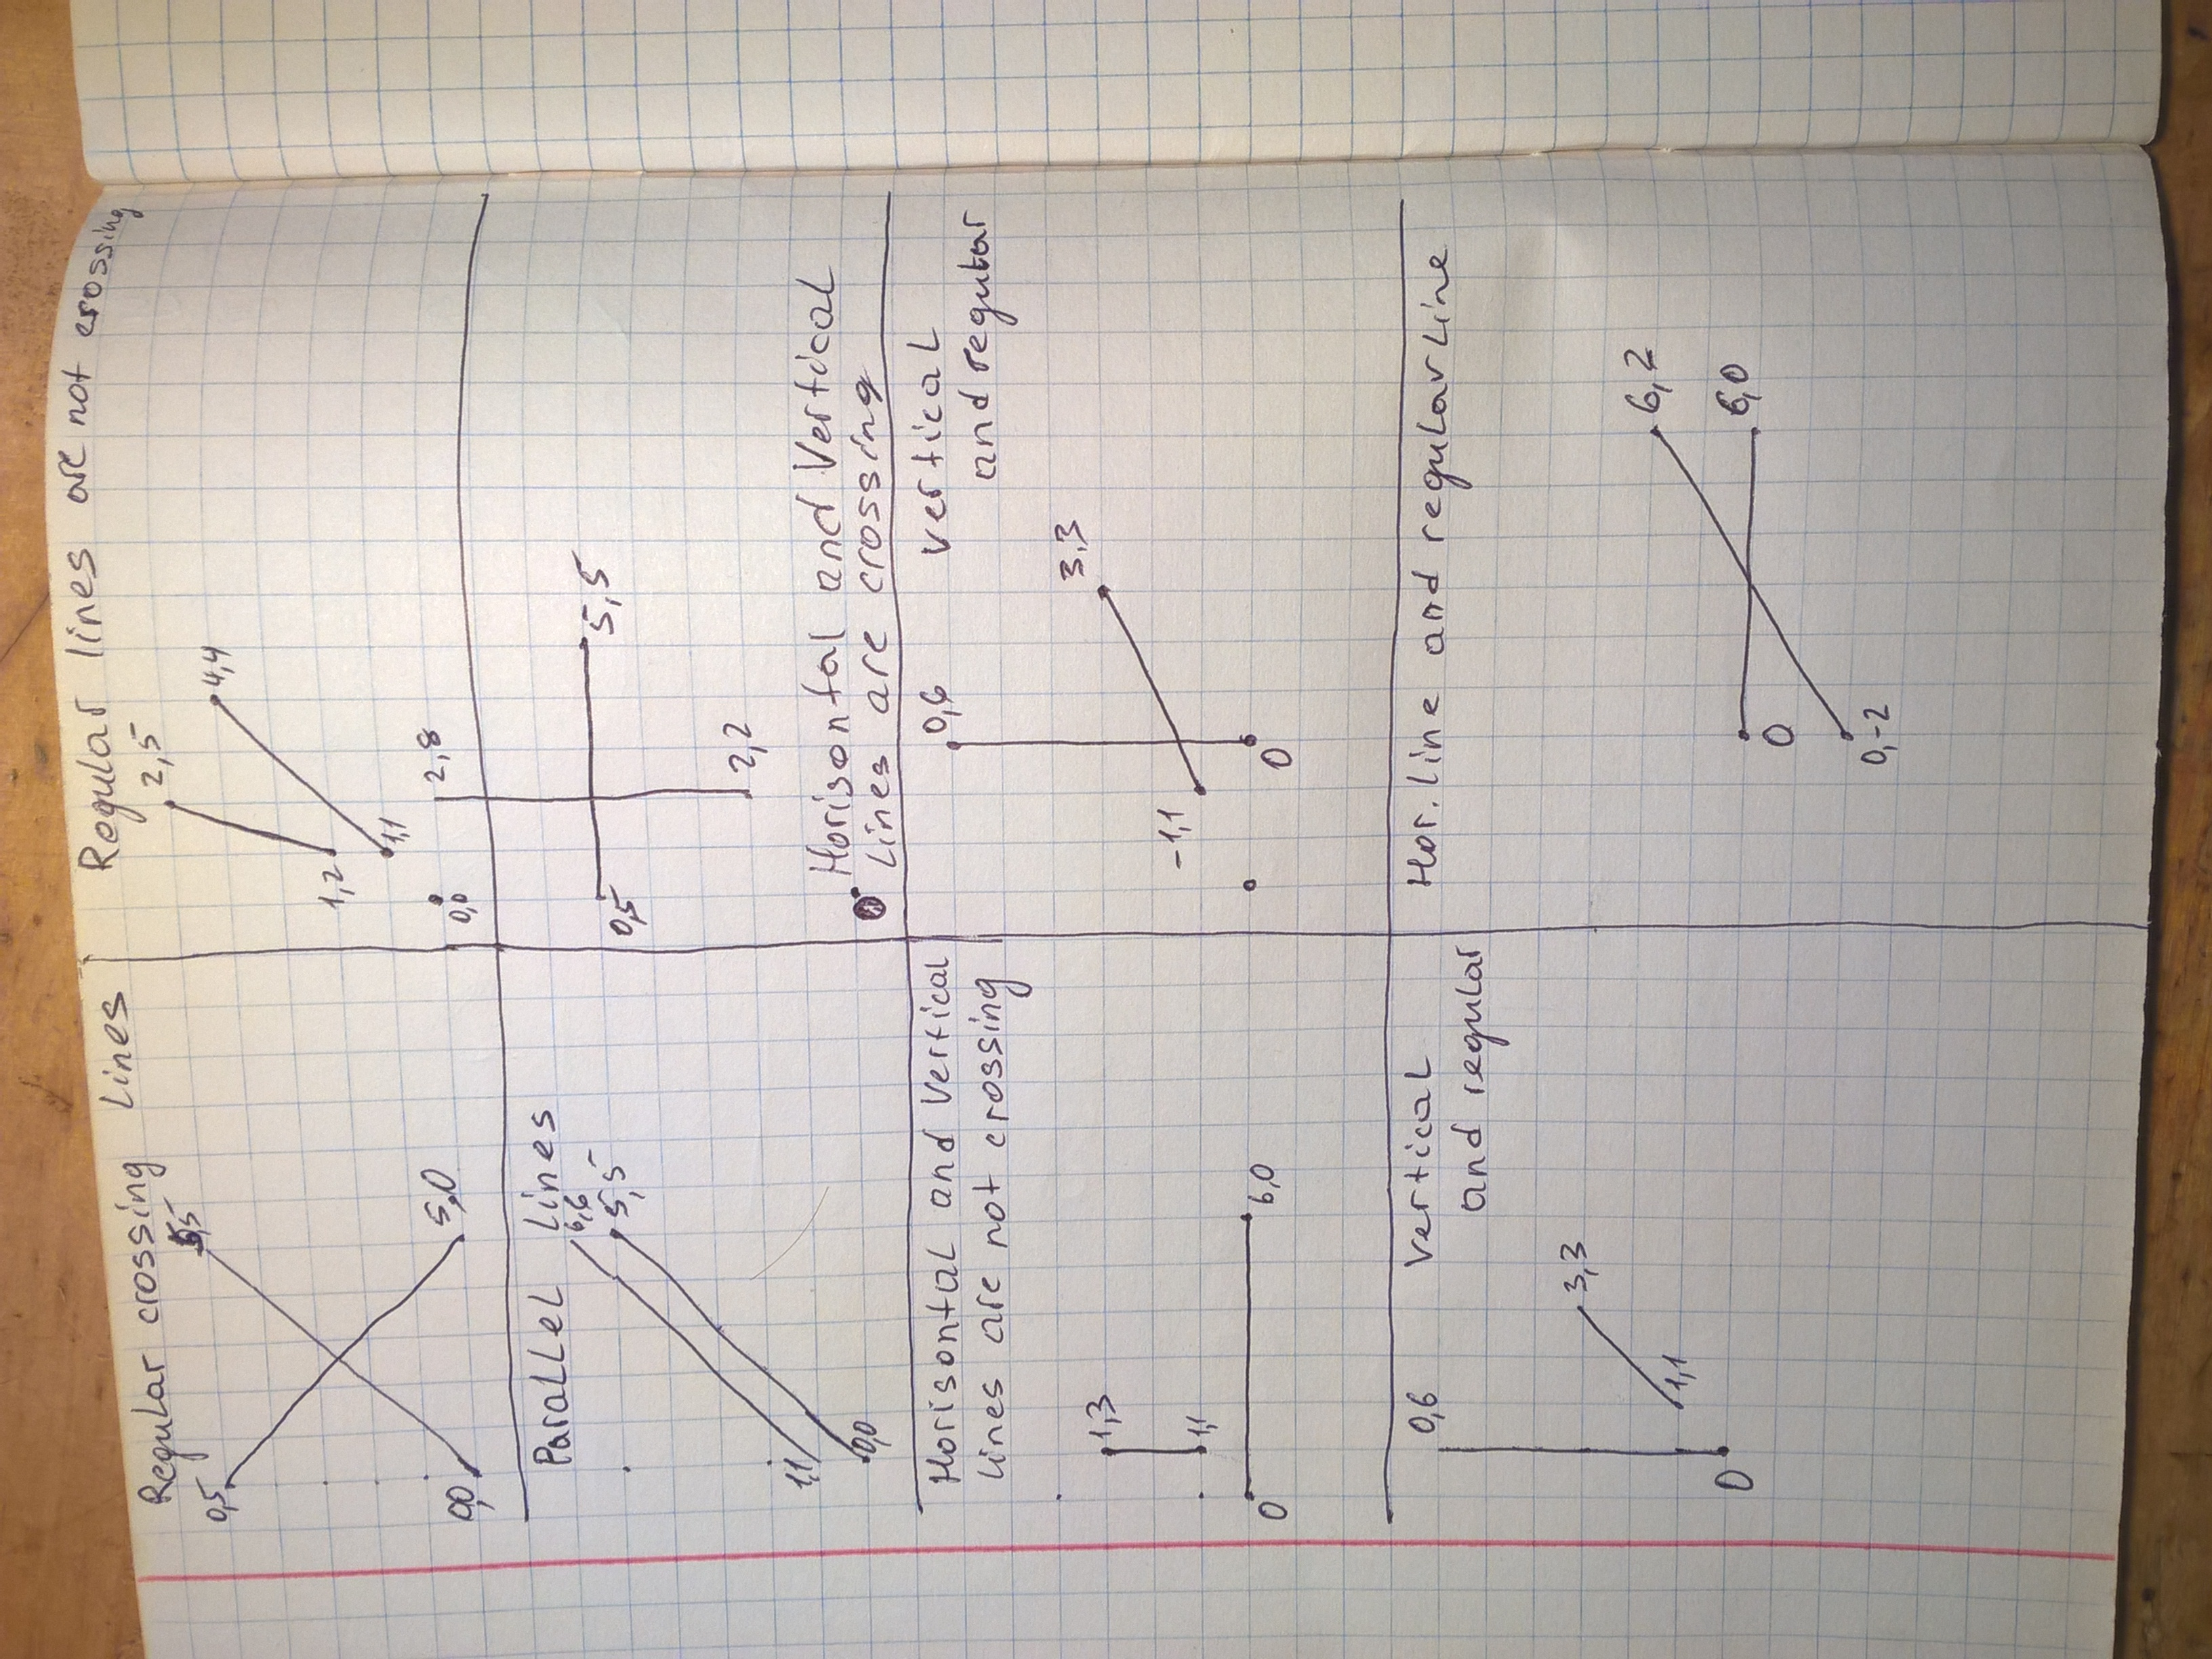 Regular crossing lines
0,5
5,5
0,0
5,0
Regular lines are not crossing
2,5
4,4
1,2
1,1
0,0
Parallel lines
6,6
5,5
1,1
0,0
2,8
0,5
5,5
2,2
Horisontal and Vertical
lines are crossing
Horisontal and Vertical
lines are not crossing
1,3
1,1
0
6,0
0,6
vertical
and regular
3,3
-1,1
0
0,6
vertical
and regular
3,3
1,1
0
Hor. line and regular line
6,2
6,0
0
0,-2